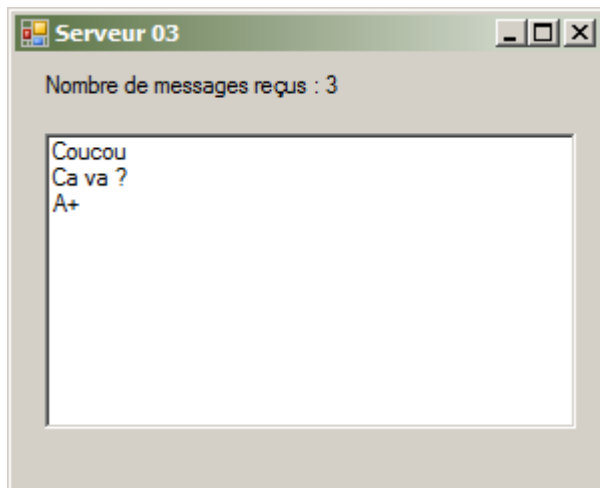 Serveur 03
Nombre de messages reçus : 3
Coucou
Ca va ?
A+